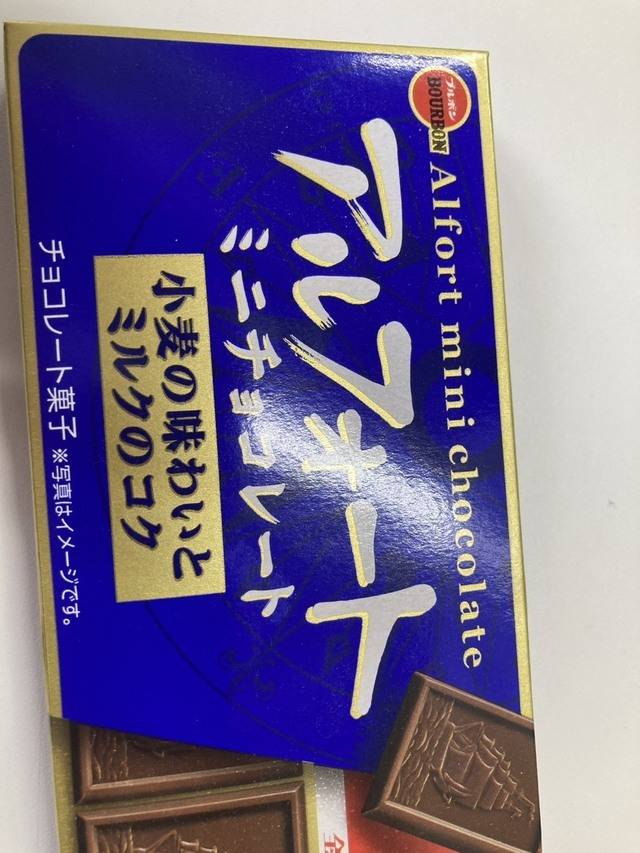 ブルボン
BOURBON
Alfort mini chocolate
アルフォート
ミニチョコレート
小麦の味わいと
ミルクのコク
チョコレート菓子 ※写真はイメージです。